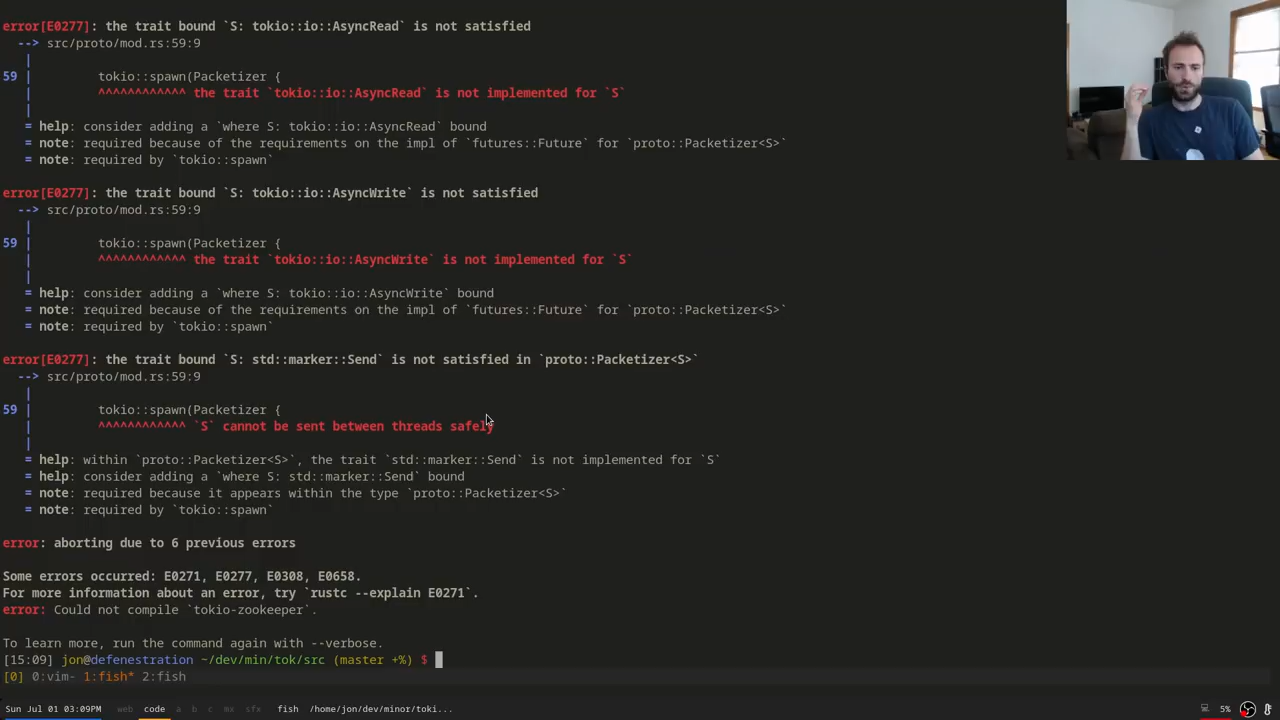 error[E0277]: the trait bound `S: tokio::io::AsyncRead` is not satisfied
--> src/proto/mod.rs:59:9
|
59 |         tokio::spawn(Packetizer {
|         ^^^^^^^^^^^^ the trait `tokio::io::AsyncRead` is not implemented for `S`
|
= help: consider adding a `where S: tokio::io::AsyncRead` bound
= note: required because of the requirements on the impl of `futures::Future` for `proto::Packetizer<S>`
= note: required by `tokio::spawn`
error[E0277]: the trait bound `S: tokio::io::AsyncWrite` is not satisfied
--> src/proto/mod.rs:59:9
|
59 |         tokio::spawn(Packetizer {
|         ^^^^^^^^^^^^ the trait `tokio::io::AsyncWrite` is not implemented for `S`
|
= help: consider adding a `where S: tokio::io::AsyncWrite` bound
= note: required because of the requirements on the impl of `futures::Future` for `proto::Packetizer<S>`
= note: required by `tokio::spawn`
error[E0277]: the trait bound `S: std::marker::Send` is not satisfied in `proto::Packetizer<S>`
--> src/proto/mod.rs:59:9
|
59 |         tokio::spawn(Packetizer {
|         ^^^^^^^^^^^^ `S` cannot be sent between threads safely
|
= help: within `proto::Packetizer<S>`, the trait `std::marker::Send` is not implemented for `S`
= help: consider adding a `where S: std::marker::Send` bound
= note: required because it appears within the type `proto::Packetizer<S>`
= note: required by `tokio::spawn`
error: aborting due to 6 previous errors
Some errors occurred: E0271, E0277, E0308, E0658.
For more information about an error, try `rustc --explain E0271`.
error: Could not compile `tokio-zookeeper`.
To learn more, run the command again with --verbose.
[15:09] jon@defenestration ~/dev/min/tok/src (master +%) $
[0] 0:vim- 1:fish* 2:fish
Sun Jul 01 03:09PM web code a b c mx sfx fish /home/jon/dev/minor/toki... 5%